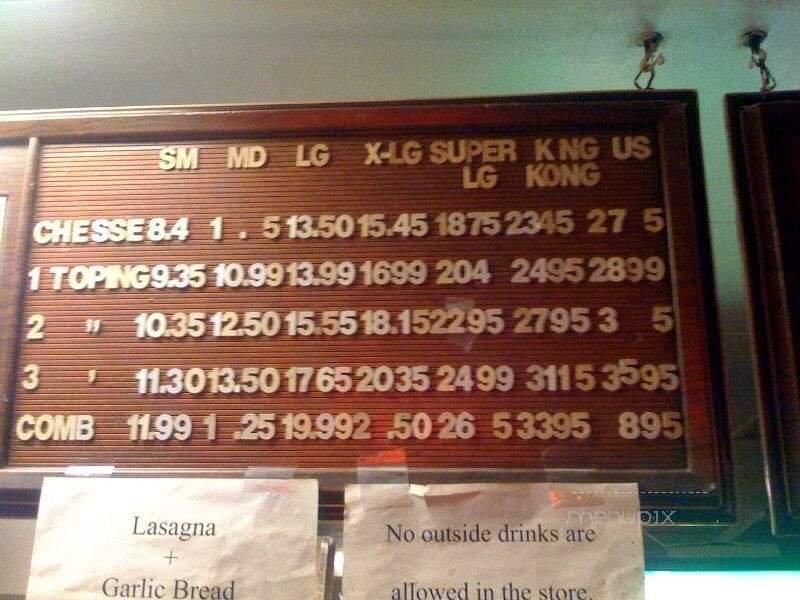 SM MD LG X-LG SUPER K NG US
LG KONG
CHESSE 8.4 1 . 5 13.50 15.45 1875 2345 27 5
1 TOPING 9.35 10.99 13.99 1699 204 2495 2899
2 " 10.35 12.50 15.55 18.15 2295 2795 3 5
3 ' 11.30 13.50 1765 2035 2499 3115 3595
COMB 11.99 1 .25 19.99 2 .50 26 5 3395 895
Lasagna
+
Garlic Bread
No outside drinks are
allowed in the store.
menupix